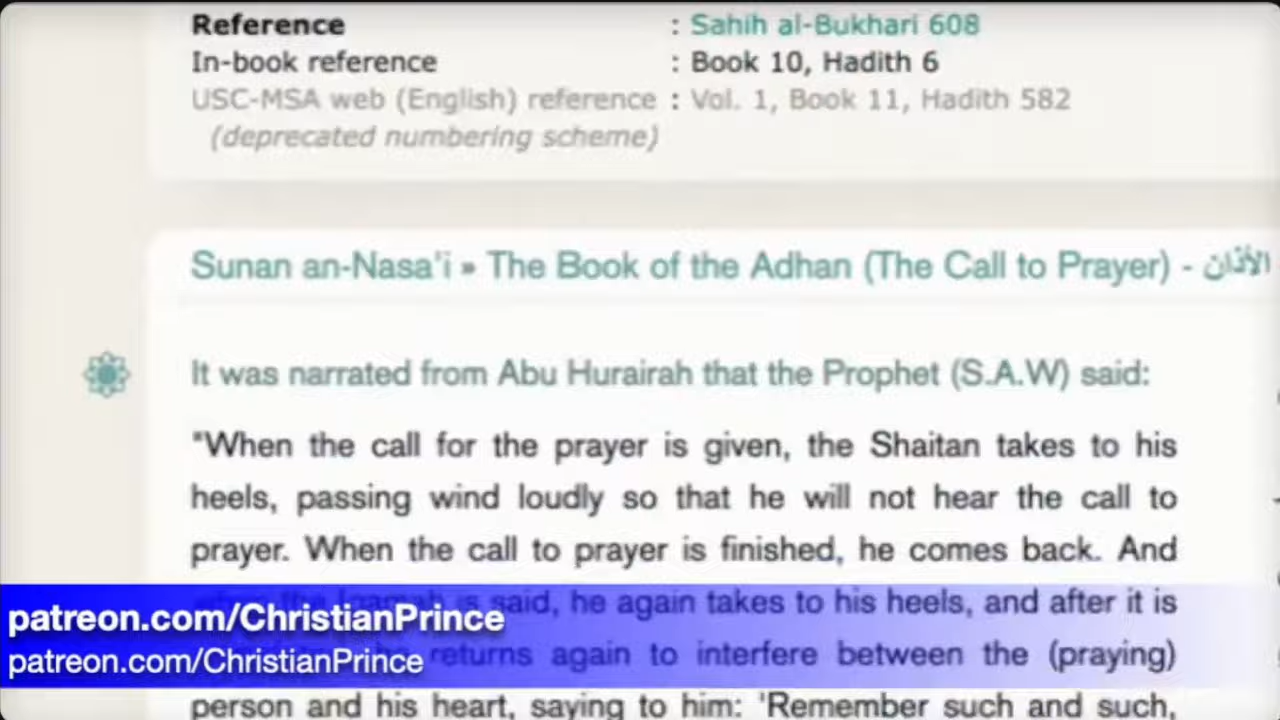 Reference : Sahih al-Bukhari 608
In-book reference : Book 10, Hadith 6
USC-MSA web (English) reference : Vol. 1, Book 11, Hadith 582
(deprecated numbering scheme)
Sunan an-Nasa'i » The Book of the Adhan (The Call to Prayer) - الأذان
It was narrated from Abu Hurairah that the Prophet (S.A.W) said:
"When the call for the prayer is given, the Shaitan takes to his
heels, passing wind loudly so that he will not hear the call to
prayer. When the call to prayer is finished, he comes back. And
when the Iqamah is said, he again takes to his heels, and after it is
returns again to interfere between the (praying)
person and his heart, saying to him: 'Remember such and such,
patreon.com/ChristianPrince
patreon.com/ChristianPrince